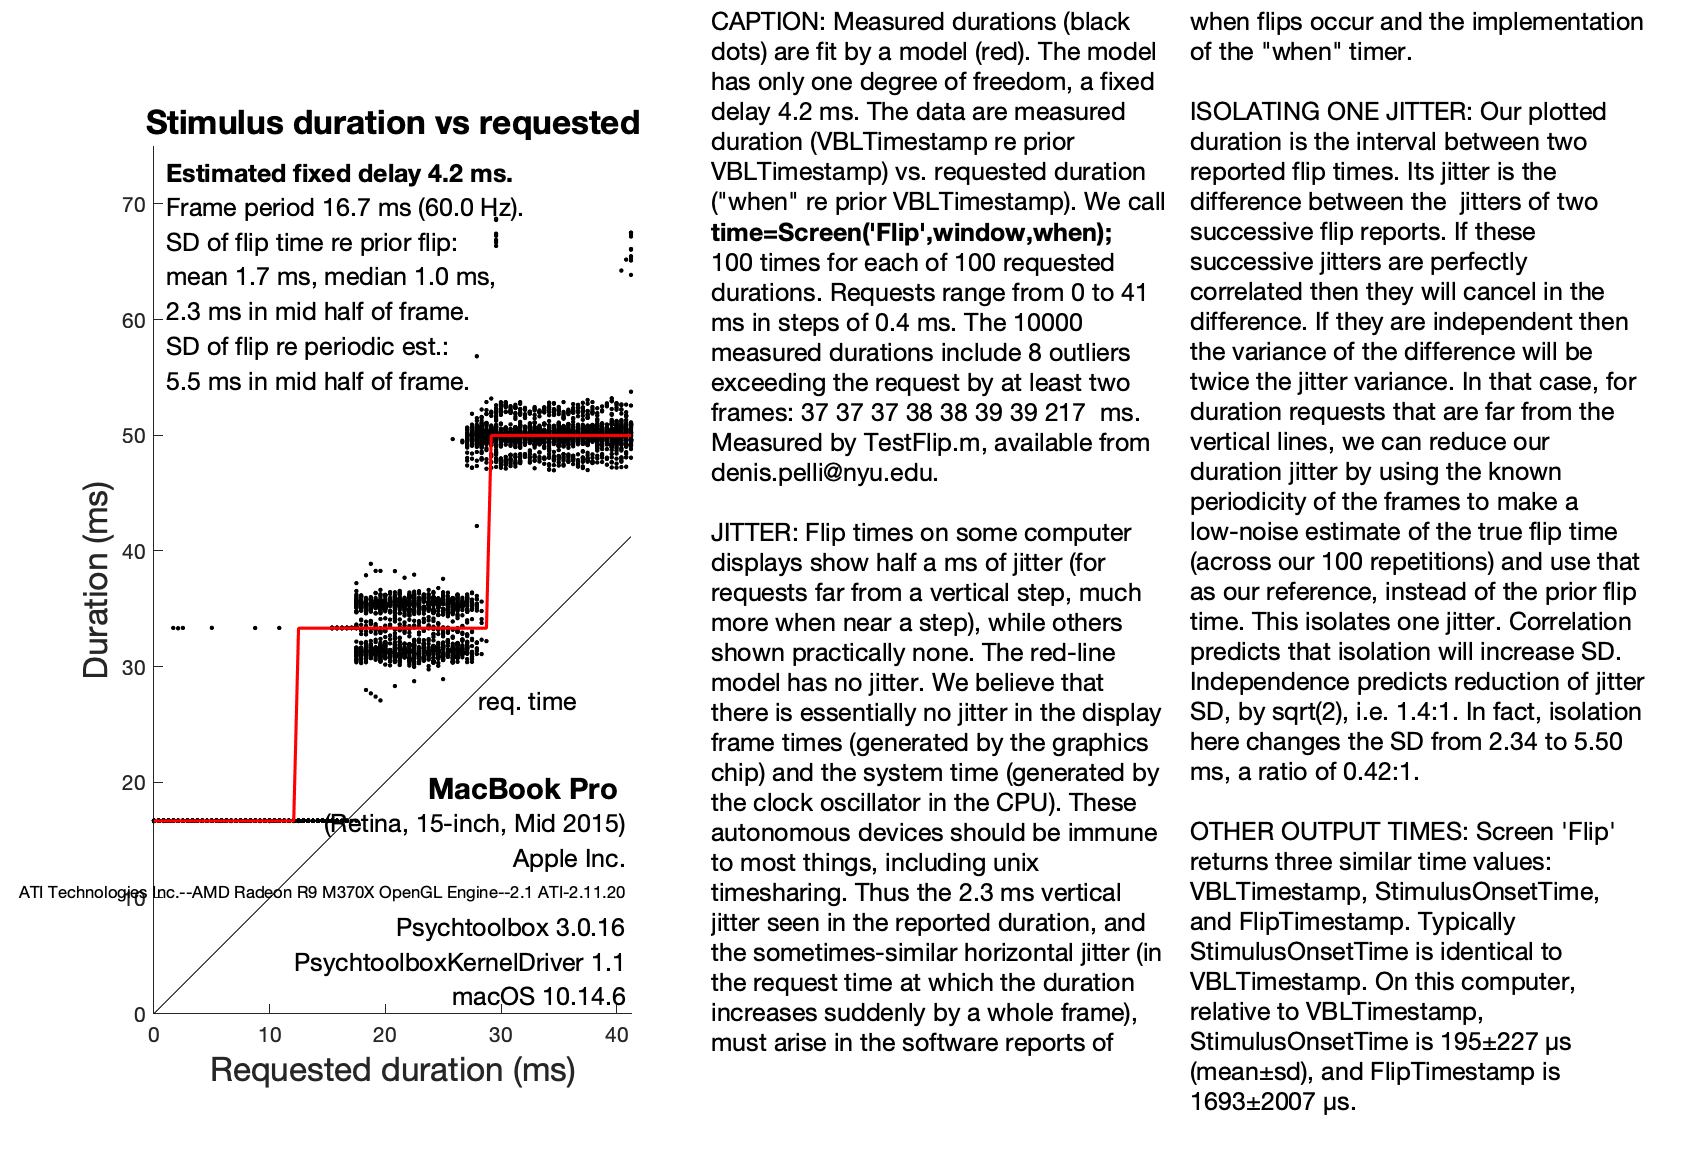 Stimulus duration vs requested
Estimated fixed delay 4.2 ms.
Frame period 16.7 ms (60.0 Hz).
SD of flip time re prior flip:
mean 1.7 ms, median 1.0 ms,
2.3 ms in mid half of frame.
SD of flip re periodic est.:
5.5 ms in mid half of frame.
70
60
50
40
30
20
10
0
Duration (ms)
req. time
MacBook Pro
(Retina, 15-inch, Mid 2015)
Apple Inc.
ATI Technologies Inc.--AMD Radeon R9 M370X OpenGL Engine--2.1 ATI-2.11.20
Psychtoolbox 3.0.16
PsychtoolboxKernelDriver 1.1
macOS 10.14.6
0 10 20 30 40
Requested duration (ms)
CAPTION: Measured durations (black
dots) are fit by a model (red). The model
has only one degree of freedom, a fixed
delay 4.2 ms. The data are measured
duration (VBLTimestamp re prior
VBLTimestamp) vs. requested duration
("when" re prior VBLTimestamp). We call
time=Screen('Flip',window,when);
100 times for each of 100 requested
durations. Requests range from 0 to 41
ms in steps of 0.4 ms. The 10000
measured durations include 8 outliers
exceeding the request by at least two
frames: 37 37 37 38 38 39 39 217  ms.
Measured by TestFlip.m, available from
denis.pelli@nyu.edu.
JITTER: Flip times on some computer
displays show half a ms of jitter (for
requests far from a vertical step, much
more when near a step), while others
shown practically none. The red-line
model has no jitter. We believe that
there is essentially no jitter in the display
frame times (generated by the graphics
chip) and the system time (generated by
the clock oscillator in the CPU). These
autonomous devices should be immune
to most things, including unix
timesharing. Thus the 2.3 ms vertical
jitter seen in the reported duration, and
the sometimes-similar horizontal jitter (in
the request time at which the duration
increases suddenly by a whole frame),
must arise in the software reports of
when flips occur and the implementation
of the "when" timer.
ISOLATING ONE JITTER: Our plotted
duration is the interval between two
reported flip times. Its jitter is the
difference between the  jitters of two
successive flip reports. If these
successive jitters are perfectly
correlated then they will cancel in the
difference. If they are independent then
the variance of the difference will be
twice the jitter variance. In that case, for
duration requests that are far from the
vertical lines, we can reduce our
duration jitter by using the known
periodicity of the frames to make a
low-noise estimate of the true flip time
(across our 100 repetitions) and use that
as our reference, instead of the prior flip
time. This isolates one jitter. Correlation
predicts that isolation will increase SD.
Independence predicts reduction of jitter
SD, by sqrt(2), i.e. 1.4:1. In fact, isolation
here changes the SD from 2.34 to 5.50
ms, a ratio of 0.42:1.
OTHER OUTPUT TIMES: Screen 'Flip'
returns three similar time values:
VBLTimestamp, StimulusOnsetTime,
and FlipTimestamp. Typically
StimulusOnsetTime is identical to
VBLTimestamp. On this computer,
relative to VBLTimestamp,
StimulusOnsetTime is 195±227 µs
(mean±sd), and FlipTimestamp is
1693±2007 µs.